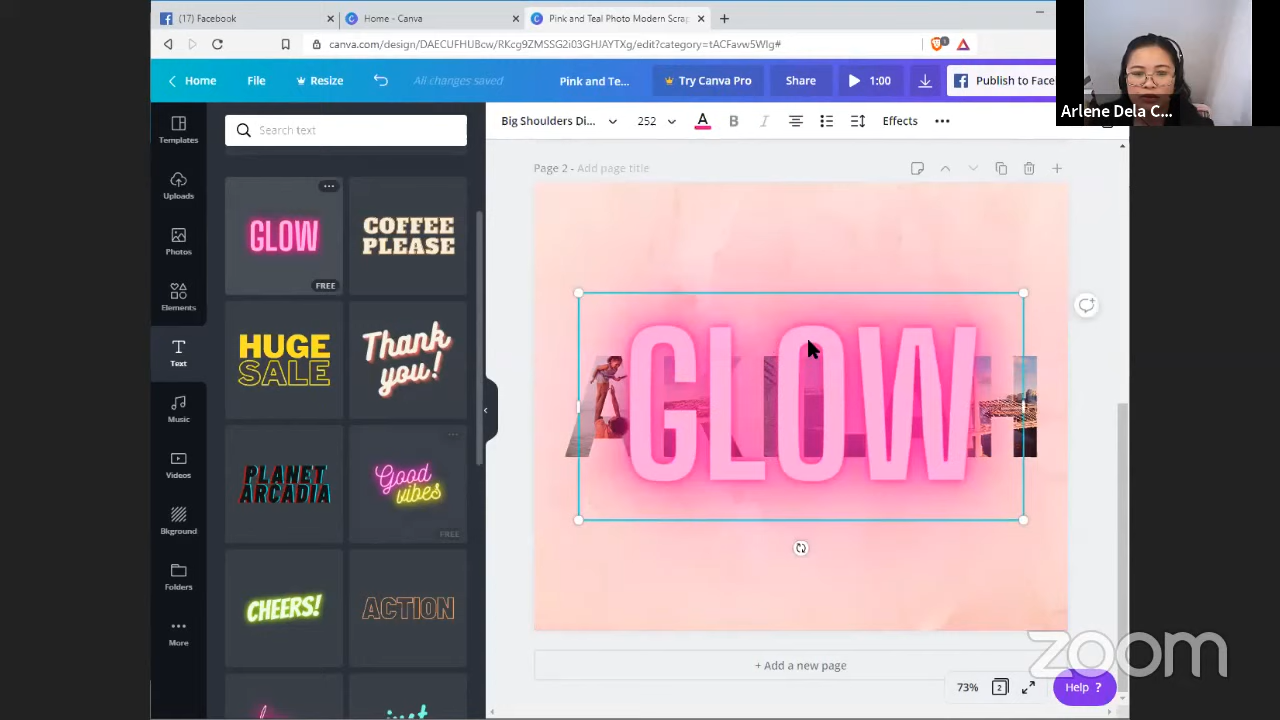 (17) Facebook
Home - Canva
Pink and Teal Photo Modern Scrap
canva.com/design/DAECUFHUBcw/RKcg9ZMSSG2i03GHJAYTXg/edit?category=tACFavw5WIg#
Home
File
Resize
All changes saved
Pink and Te...
Try Canva Pro
Share
1:00
Publish to Face
Arlene Dela C...
Templates
Uploads
Photos
Elements
Text
Music
Videos
Bkground
Folders
More
Search text
GLOW
FREE
COFFEE
PLEASE
HUGE
SALE
Thank
you!
PLANET
ARCADIA
Good
vibes
FREE
CHEERS!
ACTION
Big Shoulders Di...
252
A
B
I
Effects
Page 2 - Add page title
GLOW
+ Add a new page
73%
2
Help ?
zoom